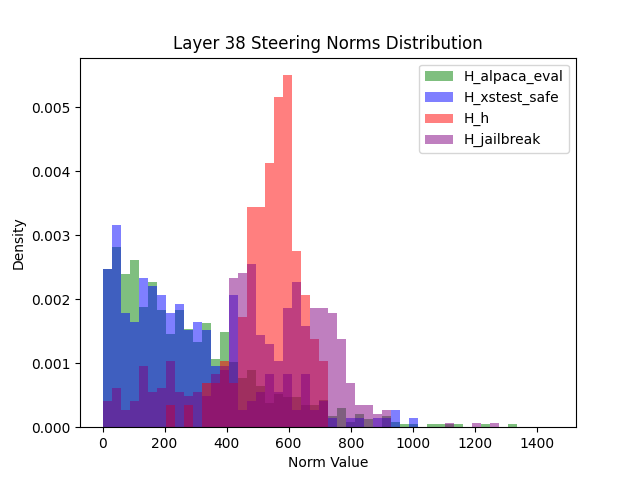 Layer 38 Steering Norms Distribution
H_alpaca_eval
H_xstest_safe
H_h
H_jailbreak
Density
0.005
0.004
0.003
0.002
0.001
0.000
0 200 400 600 800 1000 1200 1400
Norm Value